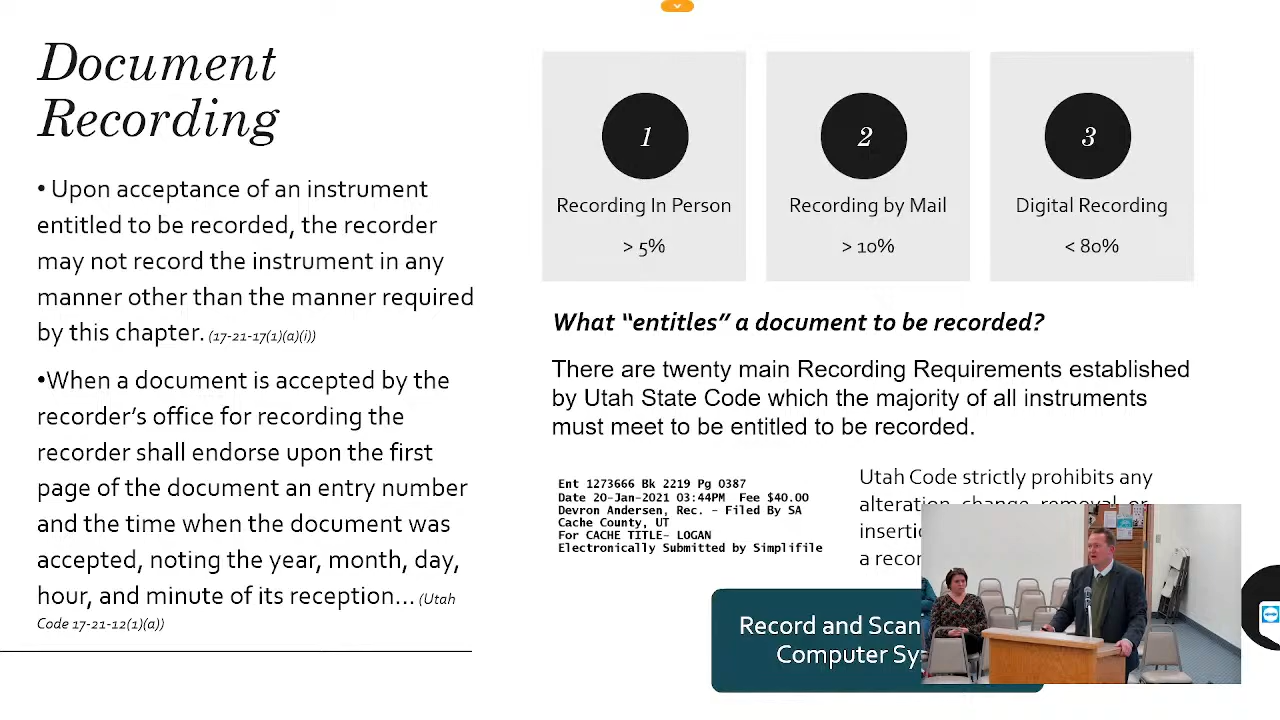 Document
Recording
• Upon acceptance of an instrument
entitled to be recorded, the recorder
may not record the instrument in any
manner other than the manner required
by this chapter. (17-21-17(1)(a)(i))
•When a document is accepted by the
recorder's office for recording the
recorder shall endorse upon the first
page of the document an entry number
and the time when the document was
accepted, noting the year, month, day,
hour, and minute of its reception... (Utah
Code 17-21-12(1)(a))
1
Recording In Person
> 5%
2
Recording by Mail
> 10%
3
Digital Recording
< 80%
What “entitles” a document to be recorded?
There are twenty main Recording Requirements established
by Utah State Code which the majority of all instruments
must meet to be entitled to be recorded.
Ent 1273666 Bk 2219 Pg 0387
Date 20-Jan-2021 03:44PM Fee $40.00
Devron Andersen, Rec. - Filed By SA
Cache County, UT
For CACHE TITLE- LOGAN
Electronically Submitted by Simplifile
Utah Code strictly prohibits any
alteration, change, removal, or
a
Record and Scan
Computer